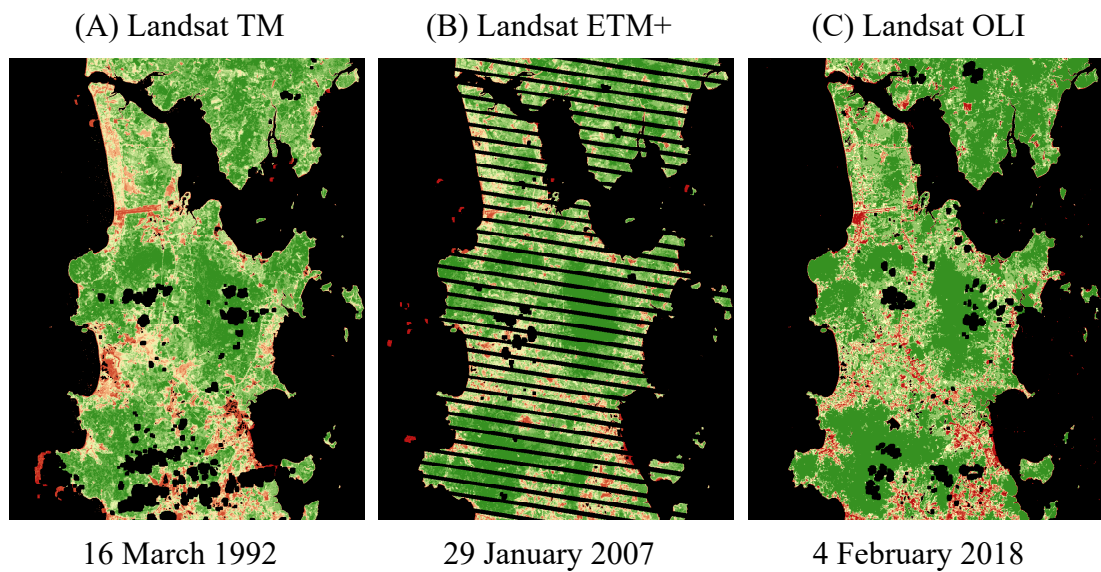 (A) Landsat TM
(B) Landsat ETM+
(C) Landsat OLI
16 March 1992
29 January 2007
4 February 2018